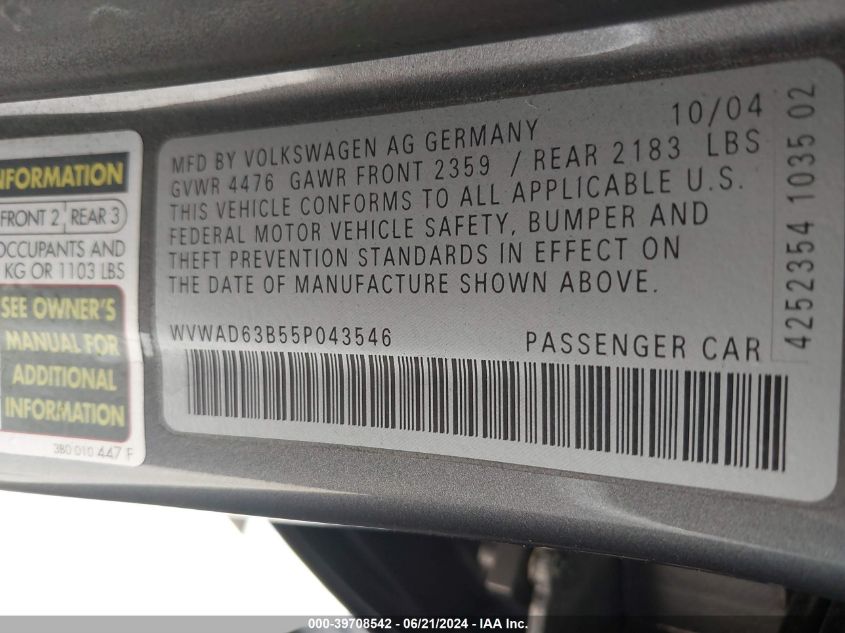 NFORMATION
FRONT 2 REAR 3
OCCUPANTS AND
KG OR 1103 LBS
SEE OWNER'S
MANUAL FOR
ADDITIONAL
INFORMATION
3B0 010 447 F
10/04
MFD BY VOLKSWAGEN AG GERMANY
GVWR 4476 GAWR FRONT 2359 / REAR 2183 LBS
THIS VEHICLE CONFORMS TO ALL APPLICABLE U.S.
FEDERAL MOTOR VEHICLE SAFETY, BUMPER AND
THEFT PREVENTION STANDARDS IN EFFECT ON
THE DATE OF MANUFACTURE SHOWN ABOVE.
WVWAD63B55P043546 PASSENGER CAR
4252354 1035 02
000-39708542 - 06/21/2024 - IAAI Inc.